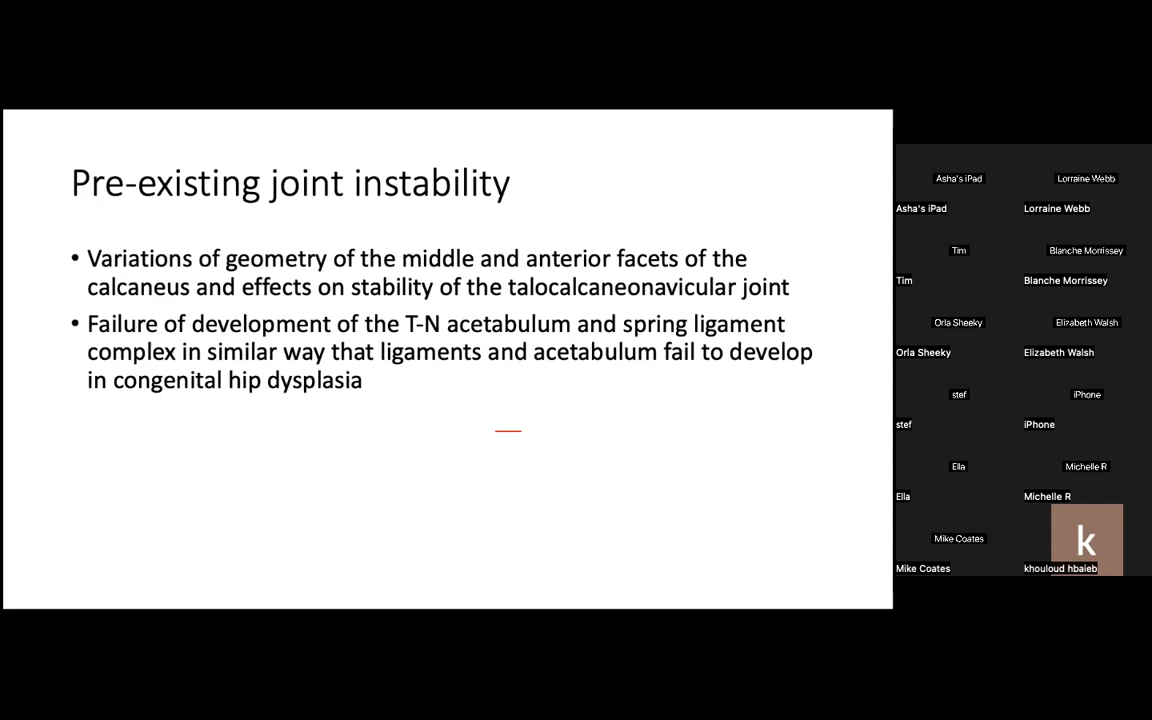 Pre-existing joint instability
• Variations of geometry of the middle and anterior facets of the
calcaneus and effects on stability of the talocalcaneonavicular joint
• Failure of development of the T-N acetabulum and spring ligament
complex in similar way that ligaments and acetabulum fail to develop
in congenital hip dysplasia
Asha's iPad
Lorraine Webb
Asha's iPad
Lorraine Webb
Tim
Blanche Morrissey
Tim
Blanche Morrissey
Orla Sheeky
Elizabeth Walsh
Orla Sheeky
Elizabeth Walsh
stef
iPhone
stef
iPhone
Ella
Michelle R
Ella
Michelle R
Mike Coates
k
Mike Coates
khouloud hbaieb